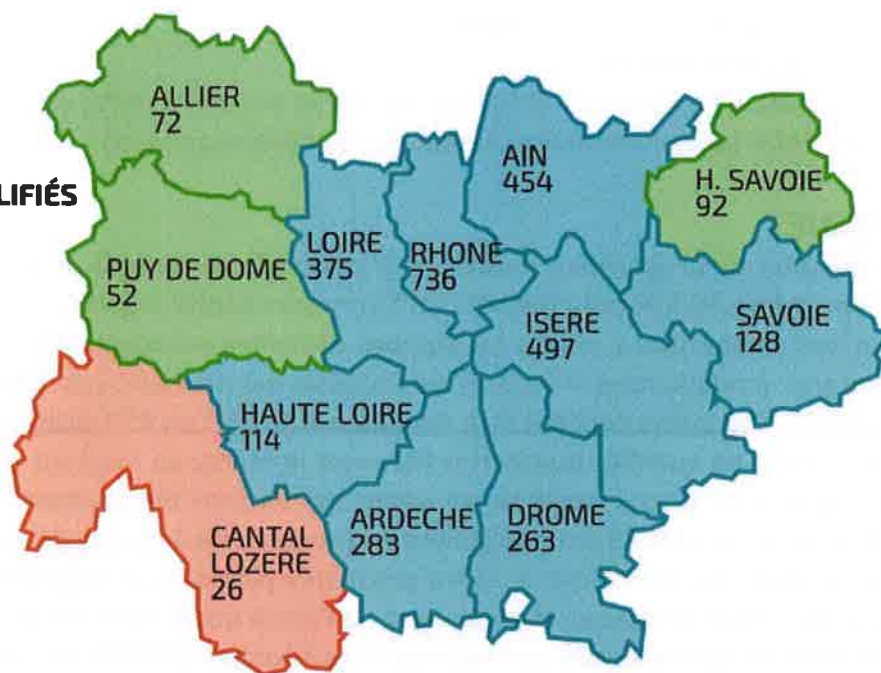 ALLIER
72
LIFIÉS
PUY DE DOME
52
LOIRE
375
RHONE
736
AIN
454
H. SAVOIE
92
ISERE
497
SAVOIE
128
HAUTE LOIRE
114
CANTAL
LOZERE
26
ARDECHE
283
DROME
263